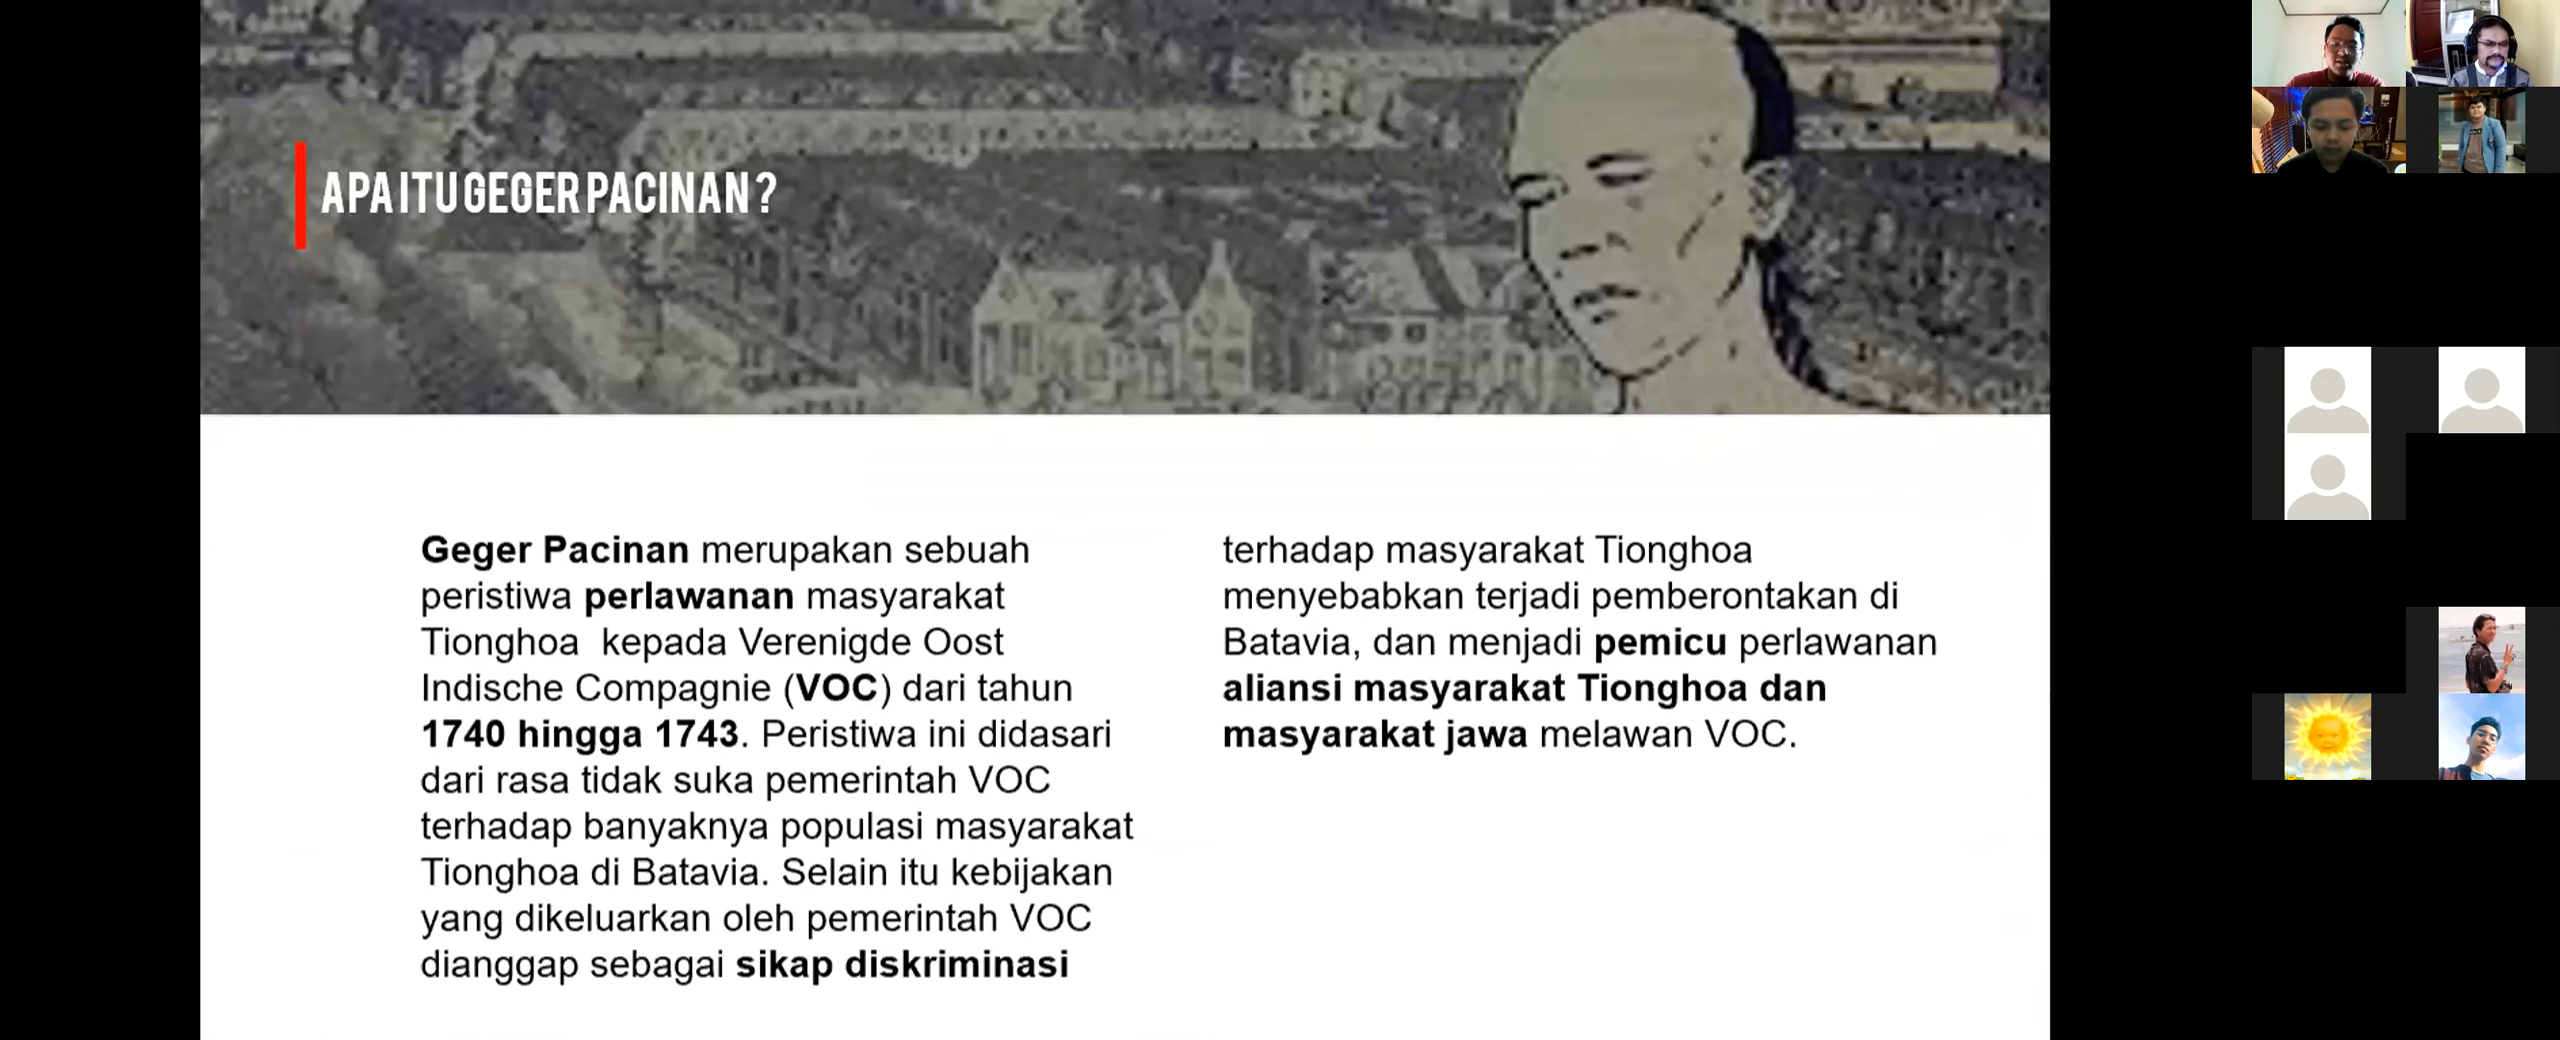 APA ITU GEGER PACINAN ?
Geger Pacinan merupakan sebuah
peristiwa perlawanan masyarakat
Tionghoa kepada Verenigde Oost
Indische Compagnie (VOC) dari tahun
1740 hingga 1743. Peristiwa ini didasari
dari rasa tidak suka pemerintah VOC
terhadap banyaknya populasi masyarakat
Tionghoa di Batavia. Selain itu kebijakan
yang dikeluarkan oleh pemerintah VOC
dianggap sebagai sikap diskriminasi
terhadap masyarakat Tionghoa
menyebabkan terjadi pemberontakan di
Batavia, dan menjadi pemicu perlawanan
aliansi masyarakat Tionghoa dan
masyarakat jawa melawan VOC.